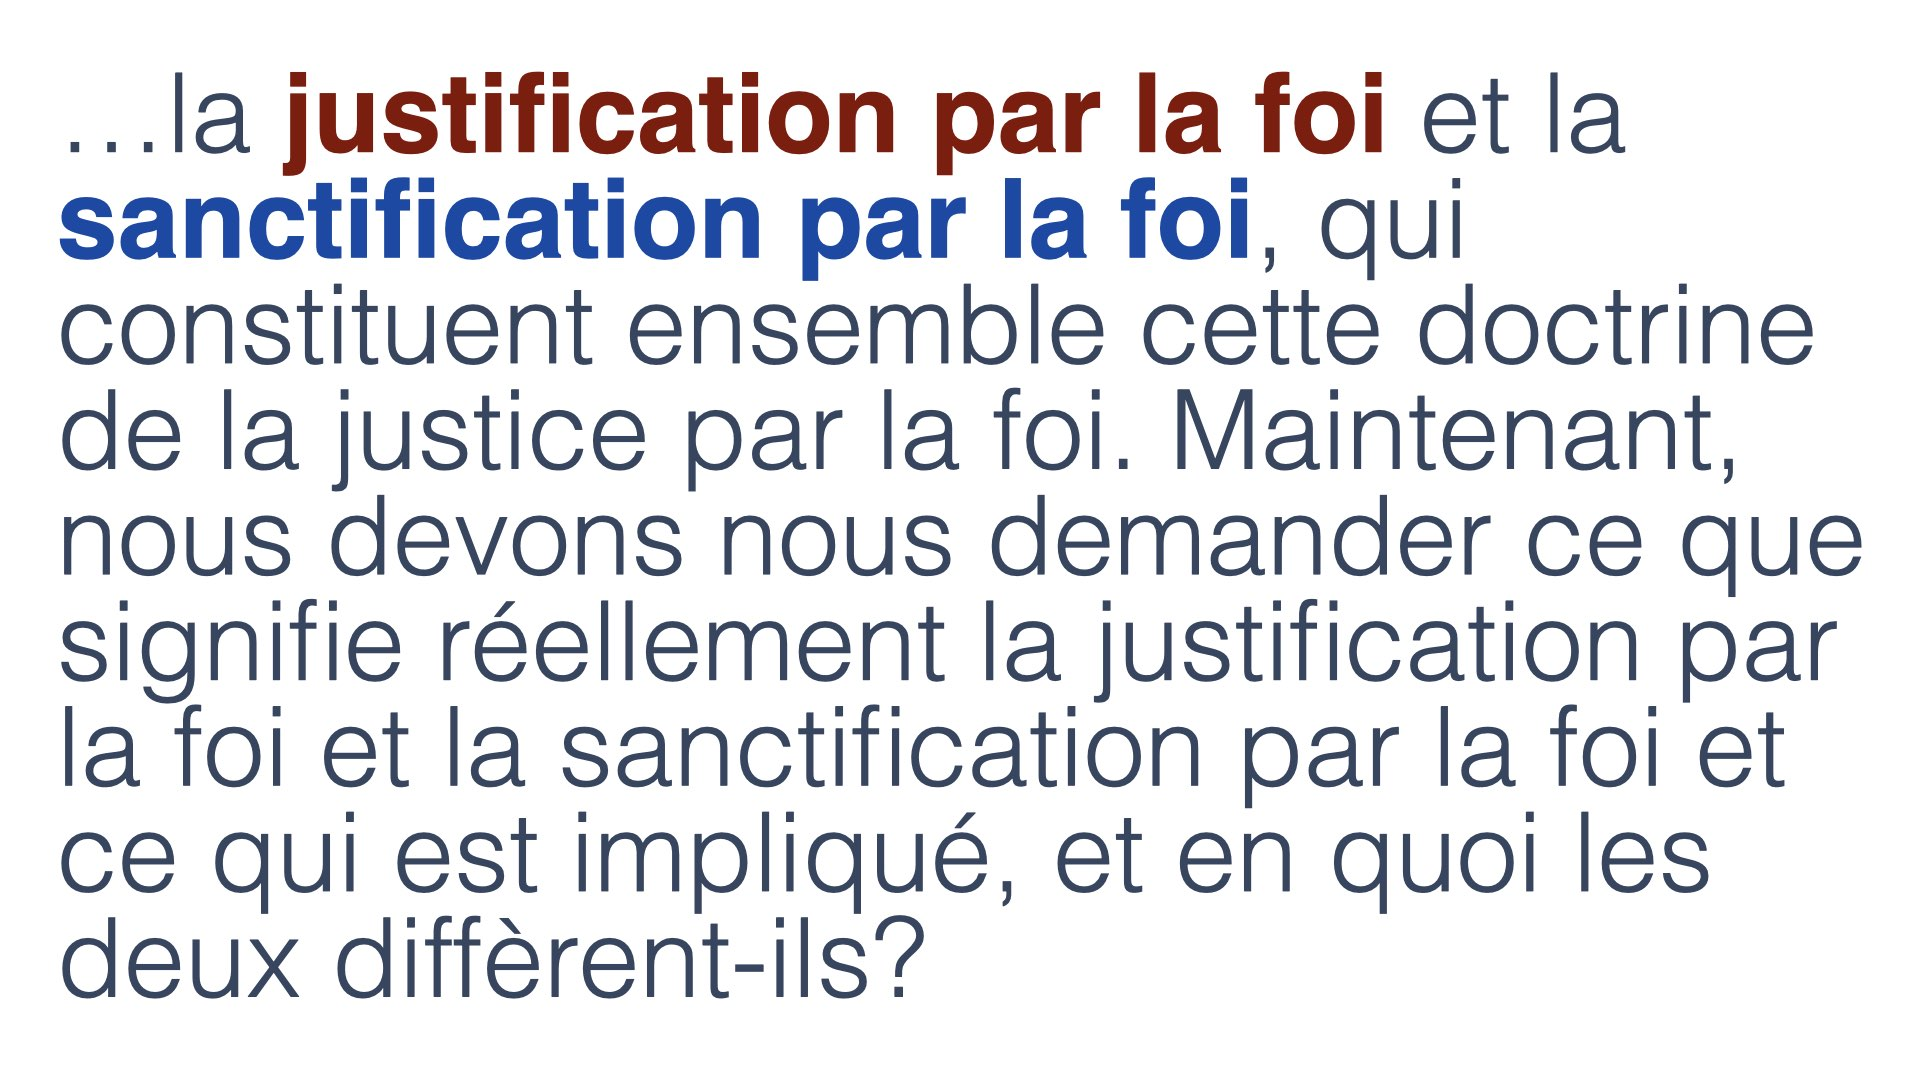 …la justification par la foi et la
sanctification par la foi, qui
constituent ensemble cette doctrine
de la justice par la foi. Maintenant,
nous devons nous demander ce que
signifie réellement la justification par
la foi et la sanctification par la foi et
ce qui est impliqué, et en quoi les
deux diffèrent-ils?